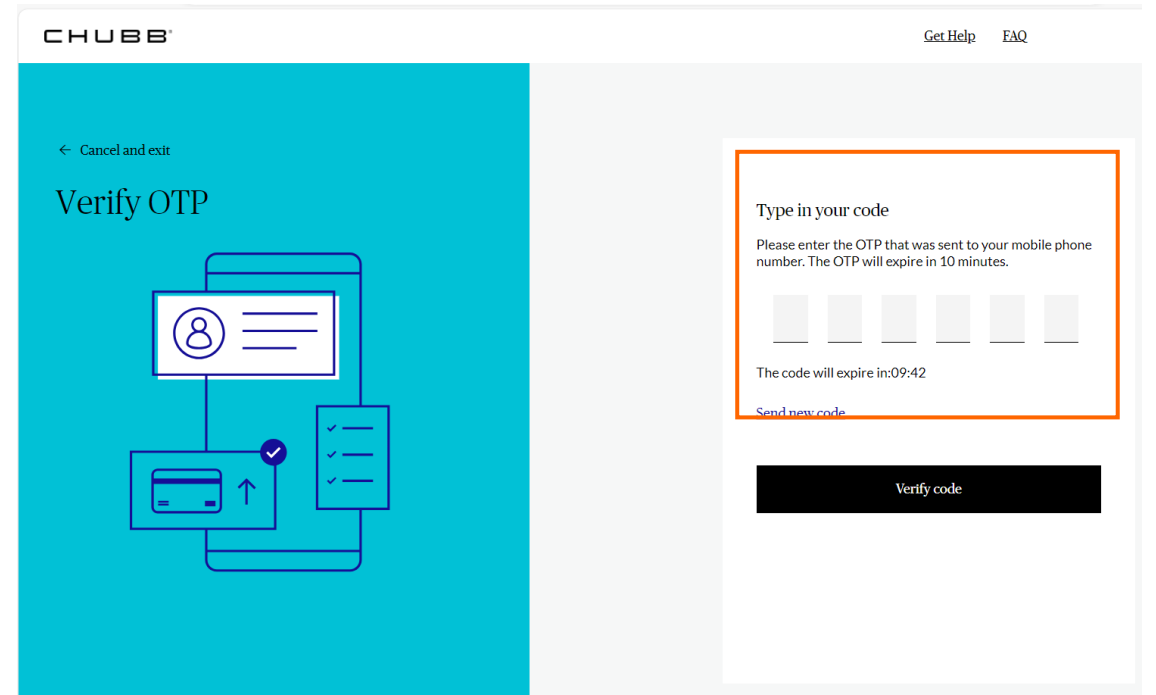 CHUBB®
Get Help FAQ
← Cancel and exit
Verify OTP
Type in your code
Please enter the OTP that was sent to your mobile phone
number. The OTP will expire in 10 minutes.
The code will expire in:09:42
Send new code
Verify code